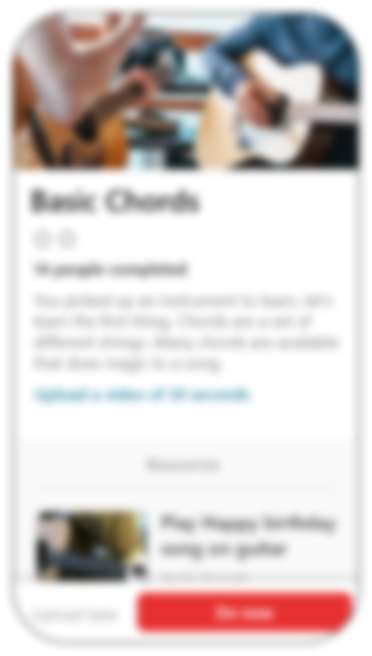 Basic Chords
14 people completed
You picked up an instrument to learn, let's
learn the first thing. Chords are a set of
different strings. Many chords are available
that does magic to a song.
Upload a video of 30 seconds
Resources
Play Happy birthday
song on guitar
Upload later
Do now